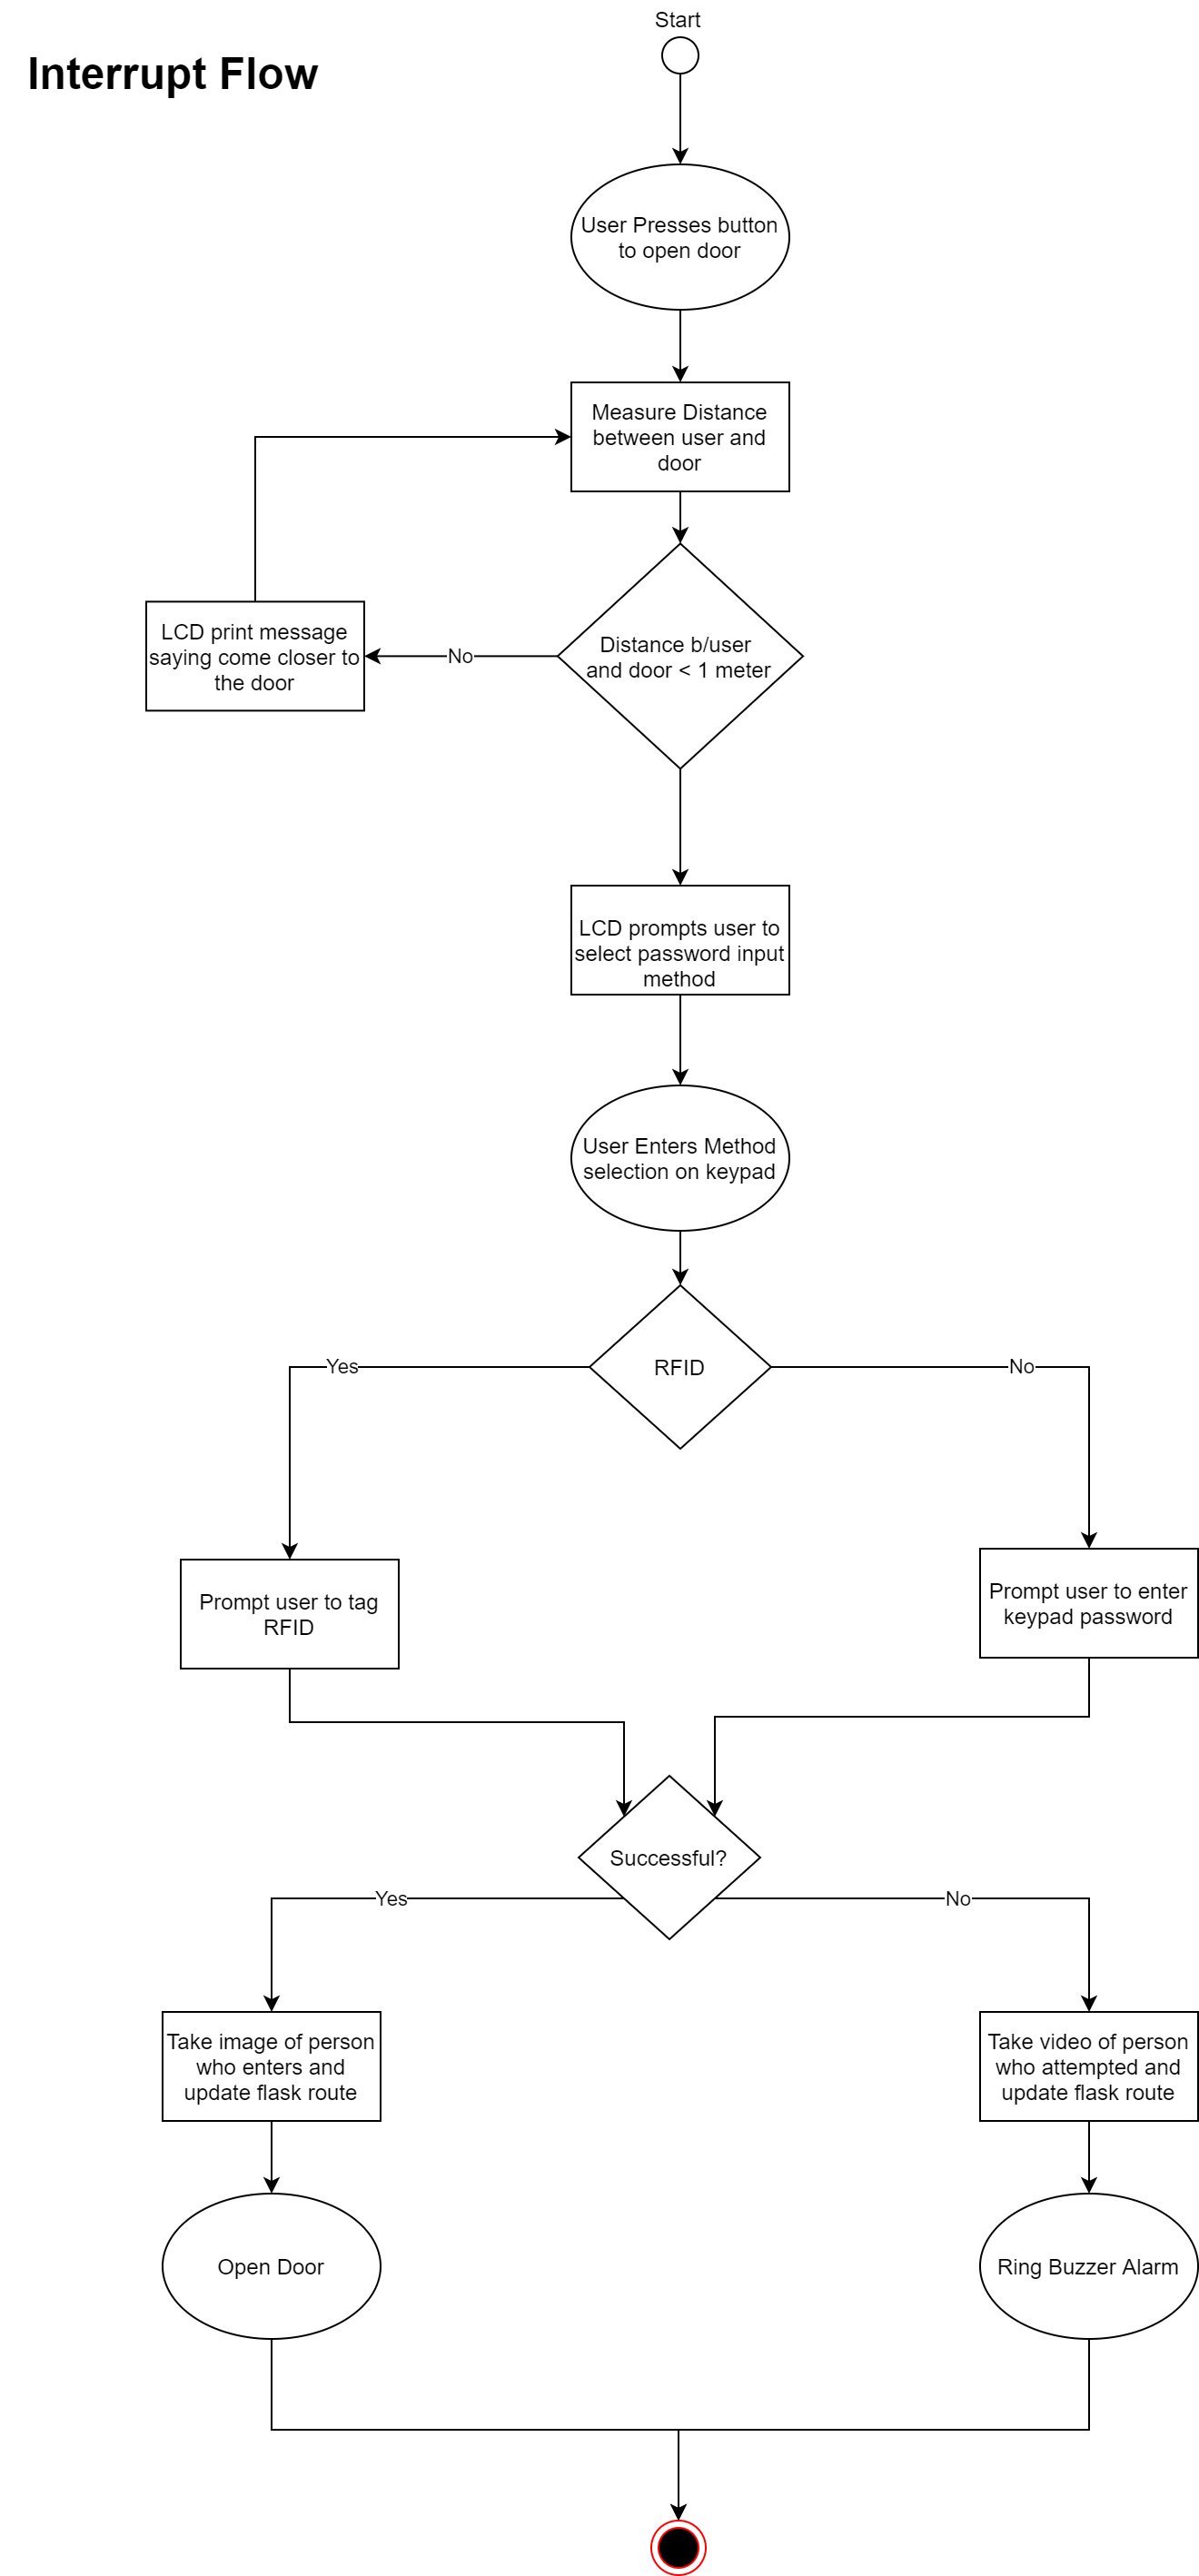 Start
Interrupt Flow
User Presses button
to open door
Measure Distance
between user and
door
LCD print message
saying come closer to
the door
No
Distance b/user
and door < 1 meter
LCD prompts user to
select password input
method
User Enters Method
selection on keypad
Yes
RFID
No
Prompt user to tag
RFID
Prompt user to enter
keypad password
Successful?
Yes
No
Take image of person
who enters and
update flask route
Take video of person
who attempted and
update flask route
Open Door
Ring Buzzer Alarm